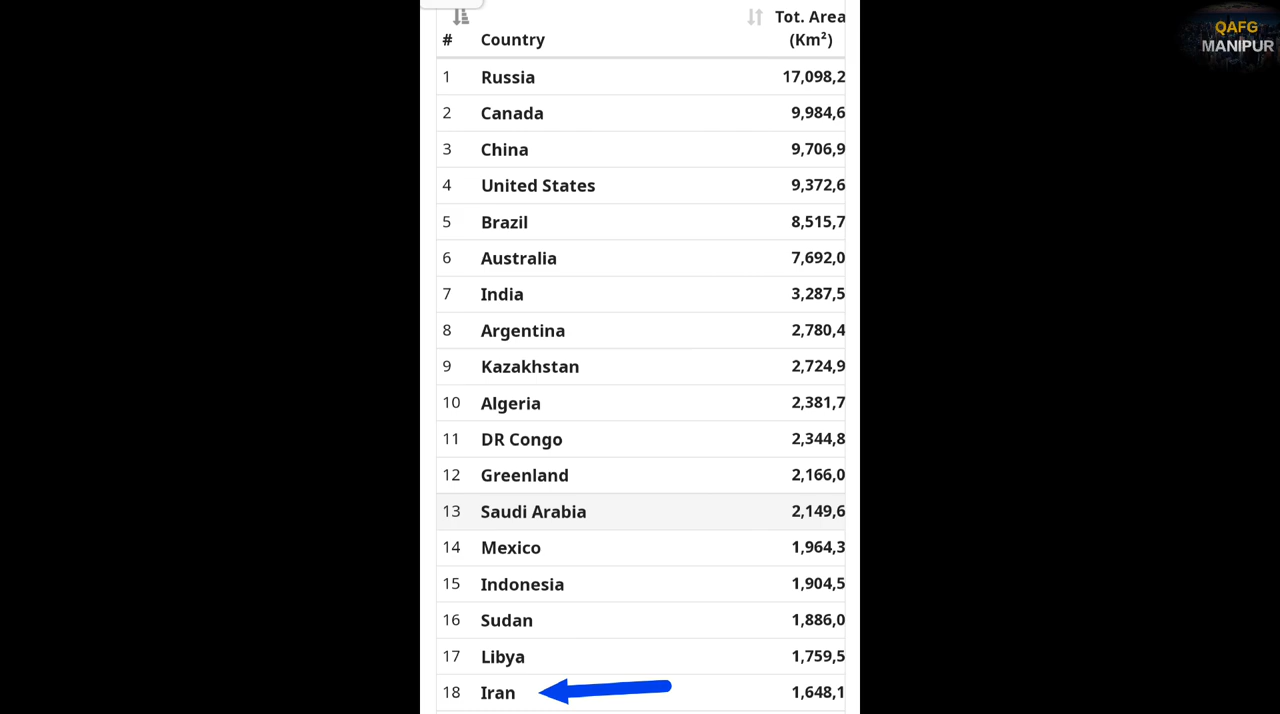 QAFG
MANIPUR
Tot. Area
# Country (Km²)
1 Russia 17,098,2
2 Canada 9,984,6
3 China 9,706,9
4 United States 9,372,6
5 Brazil 8,515,7
6 Australia 7,692,0
7 India 3,287,5
8 Argentina 2,780,4
9 Kazakhstan 2,724,9
10 Algeria 2,381,7
11 DR Congo 2,344,8
12 Greenland 2,166,0
13 Saudi Arabia 2,149,6
14 Mexico 1,964,3
15 Indonesia 1,904,5
16 Sudan 1,886,0
17 Libya 1,759,5
18 Iran 1,648,1